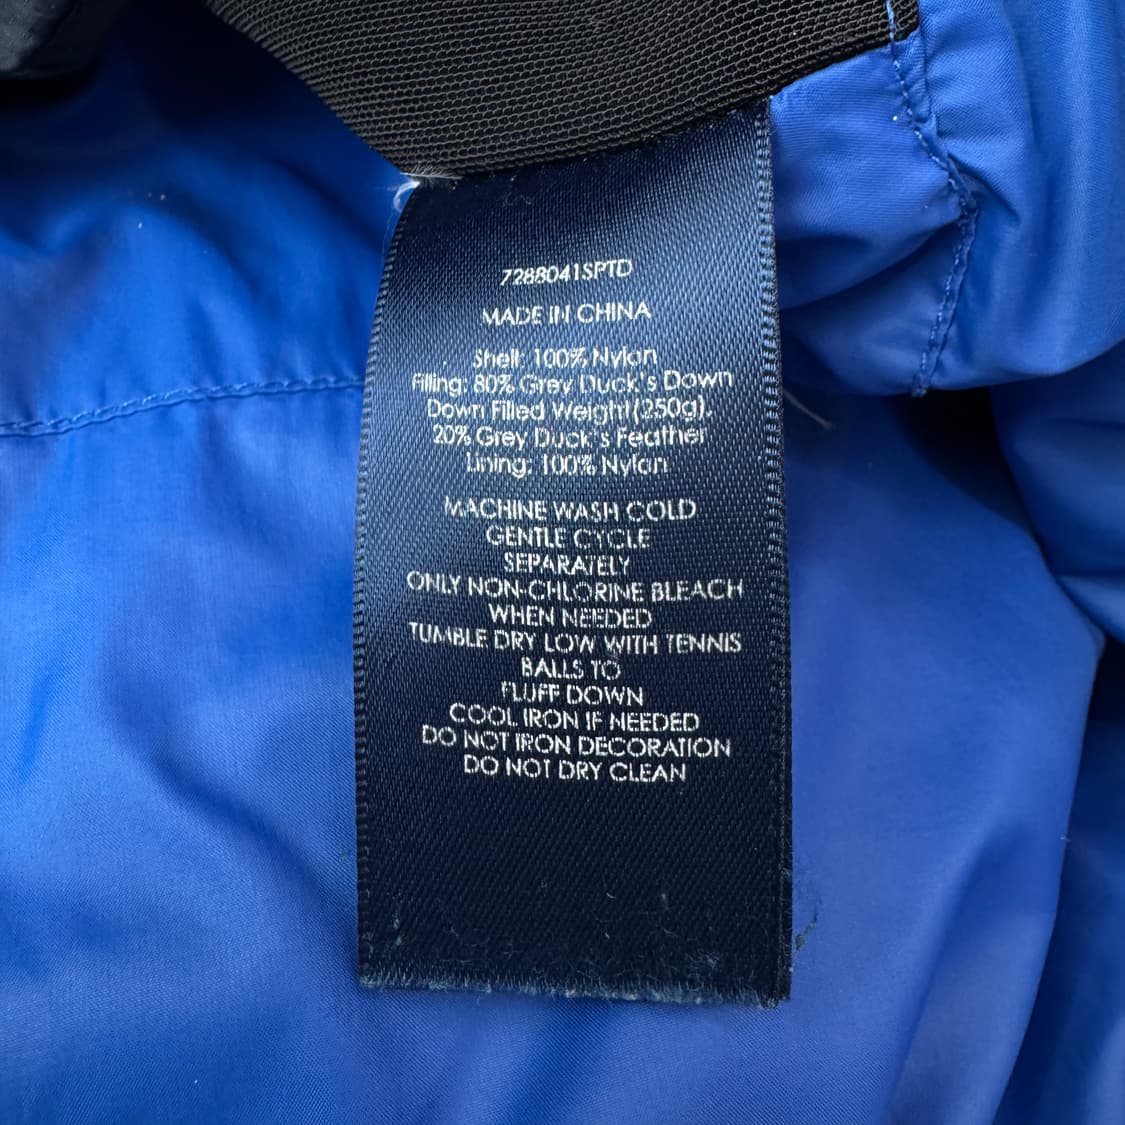 7288041SPTD
MADE IN CHINA
Shell: 100% Nylon
Filling: 80% Grey Duck's Down
Down Filled Weight(250g),
20% Grey Duck's Feather
Lining: 100% Nylon
MACHINE WASH COLD
GENTLE CYCLE
SEPARATELY
ONLY NON-CHLORINE BLEACH
WHEN NEEDED
TUMBLE DRY LOW WITH TENNIS
BALLS TO
FLUFF DOWN
COOL IRON IF NEEDED
DO NOT IRON DECORATION
DO NOT DRY CLEAN